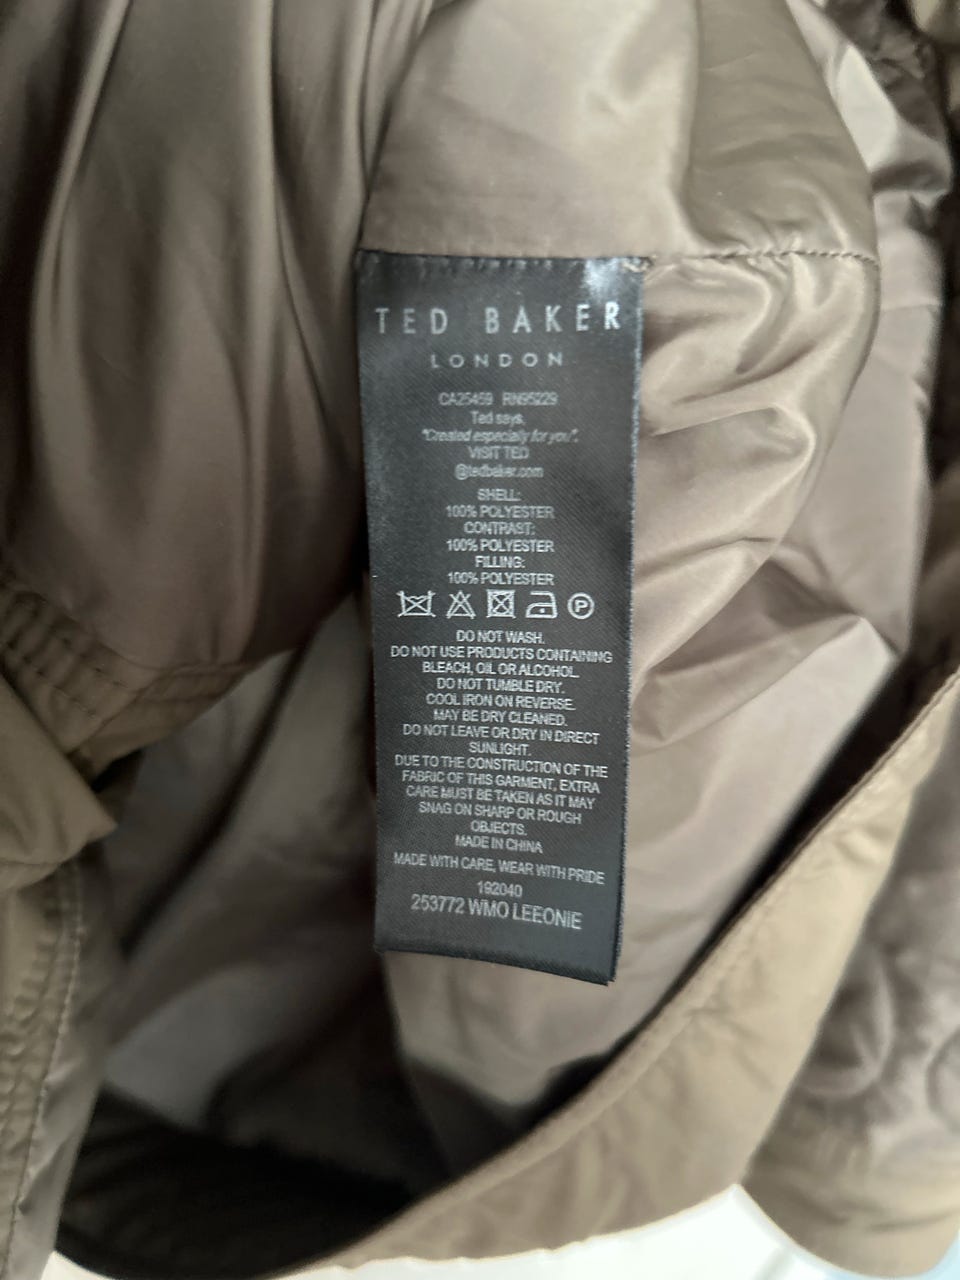 TED BAKER
LONDON
CA25459 RN95229
Ted says,
"Created especially for you".
VISIT TED
@tedbaker.com
SHELL:
100% POLYESTER
CONTRAST:
100% POLYESTER
FILLING:
100% POLYESTER
P
DO NOT WASH.
DO NOT USE PRODUCTS CONTAINING
BLEACH, OIL OR ALCOHOL.
DO NOT TUMBLE DRY.
COOL IRON ON REVERSE.
MAY BE DRY CLEANED.
DO NOT LEAVE OR DRY IN DIRECT
SUNLIGHT.
DUE TO THE CONSTRUCTION OF THE
FABRIC OF THIS GARMENT, EXTRA
CARE MUST BE TAKEN AS IT MAY
SNAG ON SHARP OR ROUGH
OBJECTS.
MADE IN CHINA
MADE WITH CARE, WEAR WITH PRIDE
192040
253772 WMO LEEONIE